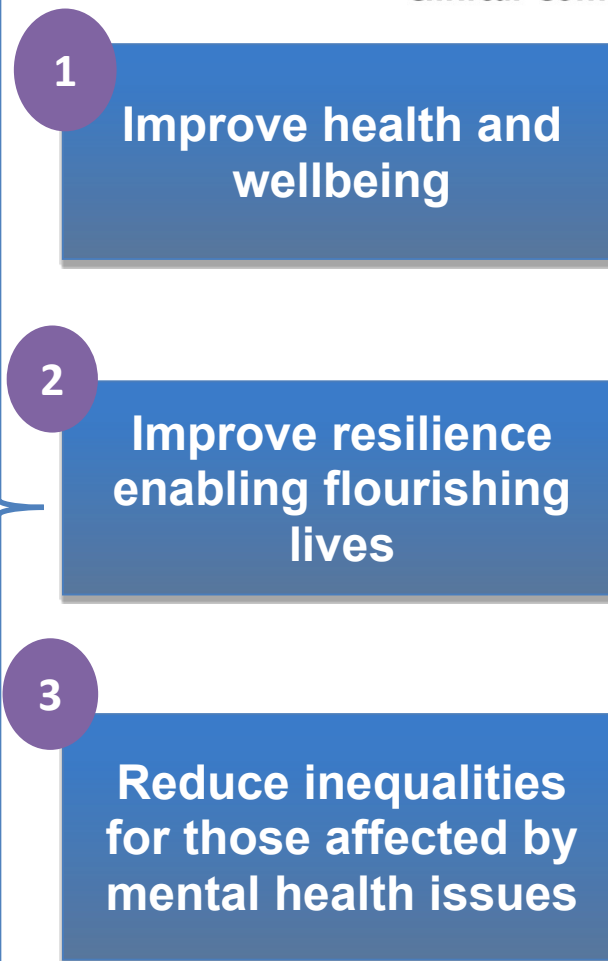 1
Improve health and
wellbeing
2
Improve resilience
enabling flourishing
lives
3
Reduce inequalities
for those affected by
mental health issues